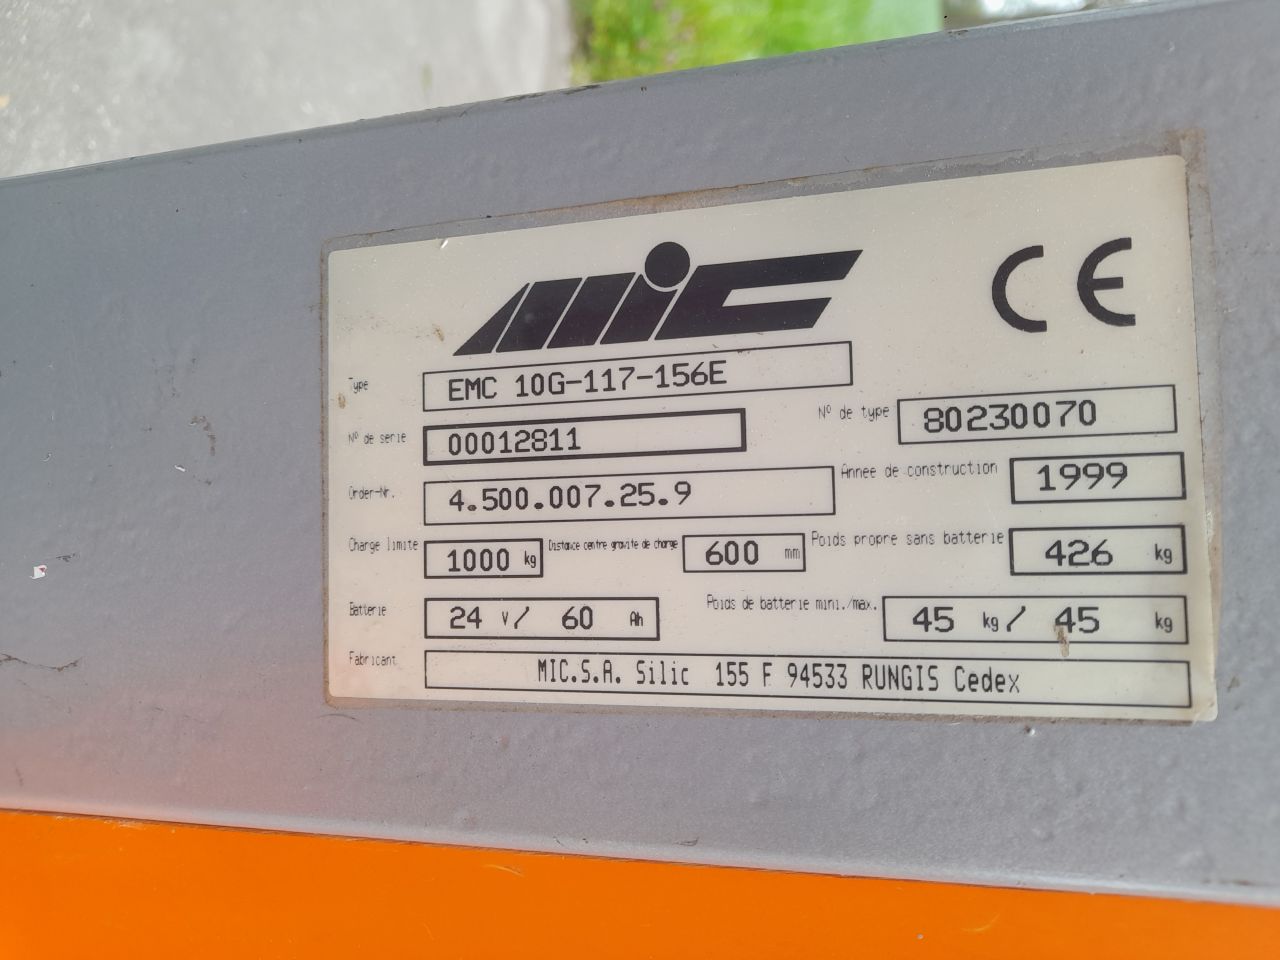 MIC
CE
Type EMC 10G-117-156E
N° de serie 00012811 N° de type 80230070
Order-Nr. 4.500.007.25.9 Annee de construction 1999
Charge limite 1000 kg Distance centre gravite de charge 600 mm Poids propre sans batterie 426 kg
Batterie 24 V/ 60 Ah Poids de batterie mini./max. 45 kg/ 45 kg
Fabricant MIC.S.A. Silic 155 F 94533 RUNGIS Cedex